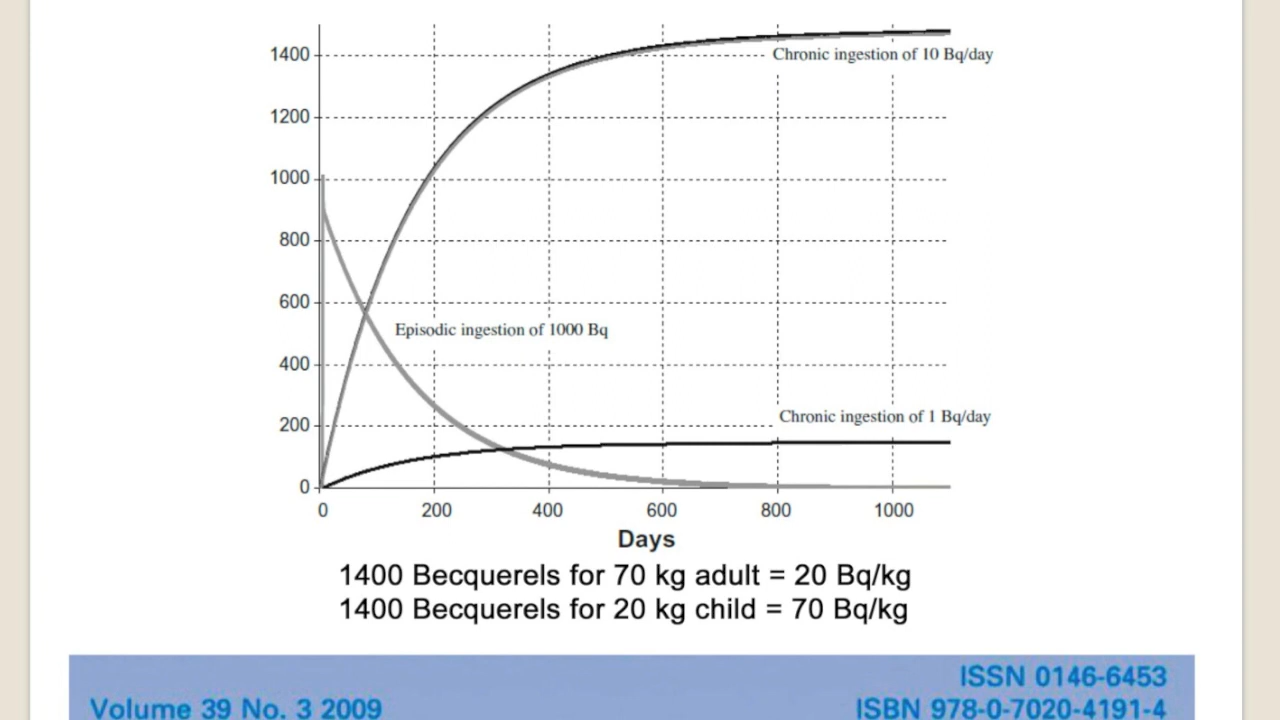 1400
Chronic ingestion of 10 Bq/day
1200
1000
800
600
Episodic ingestion of 1000 Bq
400
Chronic ingestion of 1 Bq/day
200
0
0 200 400 600 800 1000
Days
1400 Becquerels for 70 kg adult = 20 Bq/kg
1400 Becquerels for 20 kg child = 70 Bq/kg
ISSN 0146-6453
Volume 39 No. 3 2009 ISBN 978-0-7020-4191-4